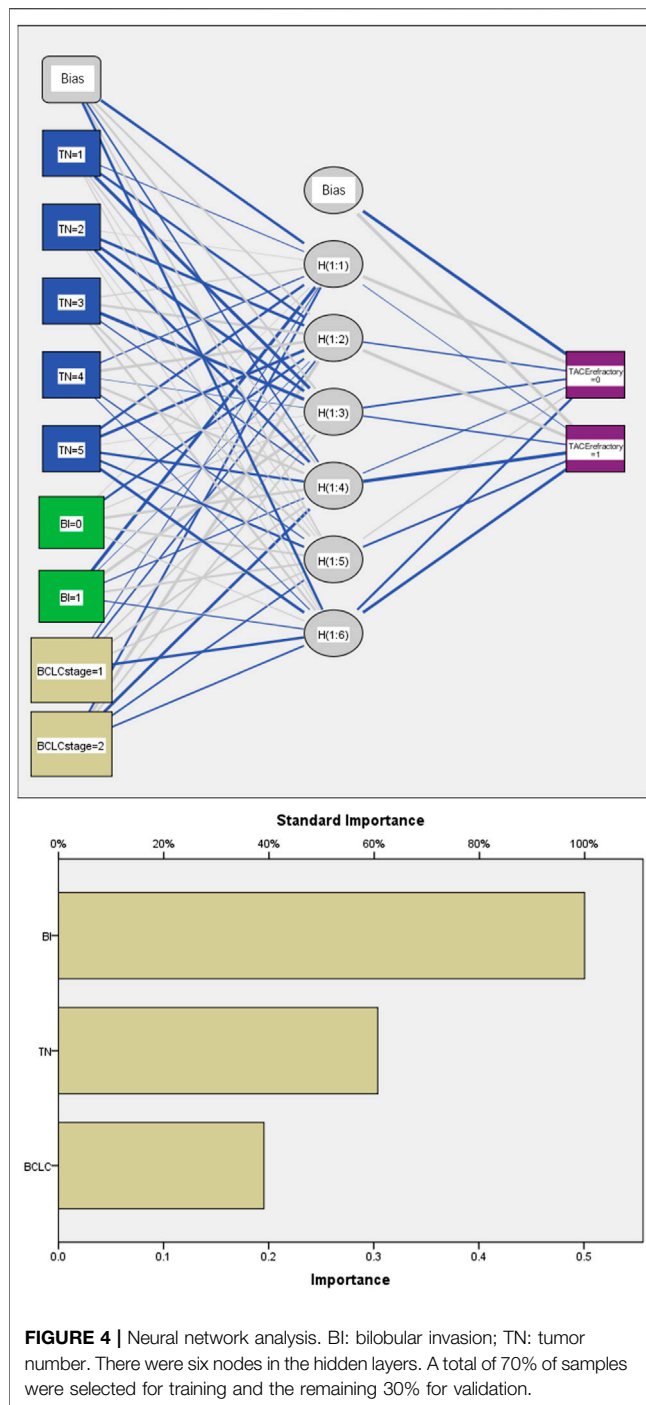 Bias
TN=1
TN=2
TN=3
TN=4
TN=5
BI=0
BI=1
BCLCstage=1
BCLCstage=2
Bias
H(1:1)
H(1:2)
H(1:3)
H(1:4)
H(1:5)
H(1:6)
TACErefractory
=0
TACErefractory
=1
Standard Importance
0% 20% 40% 60% 80% 100%
BI
TN
BCLC
0.0 0.1 0.2 0.3 0.4 0.5
Importance
FIGURE 4 | Neural network analysis. BI: bilobular invasion; TN: tumor
number. There were six nodes in the hidden layers. A total of 70% of samples
were selected for training and the remaining 30% for validation.